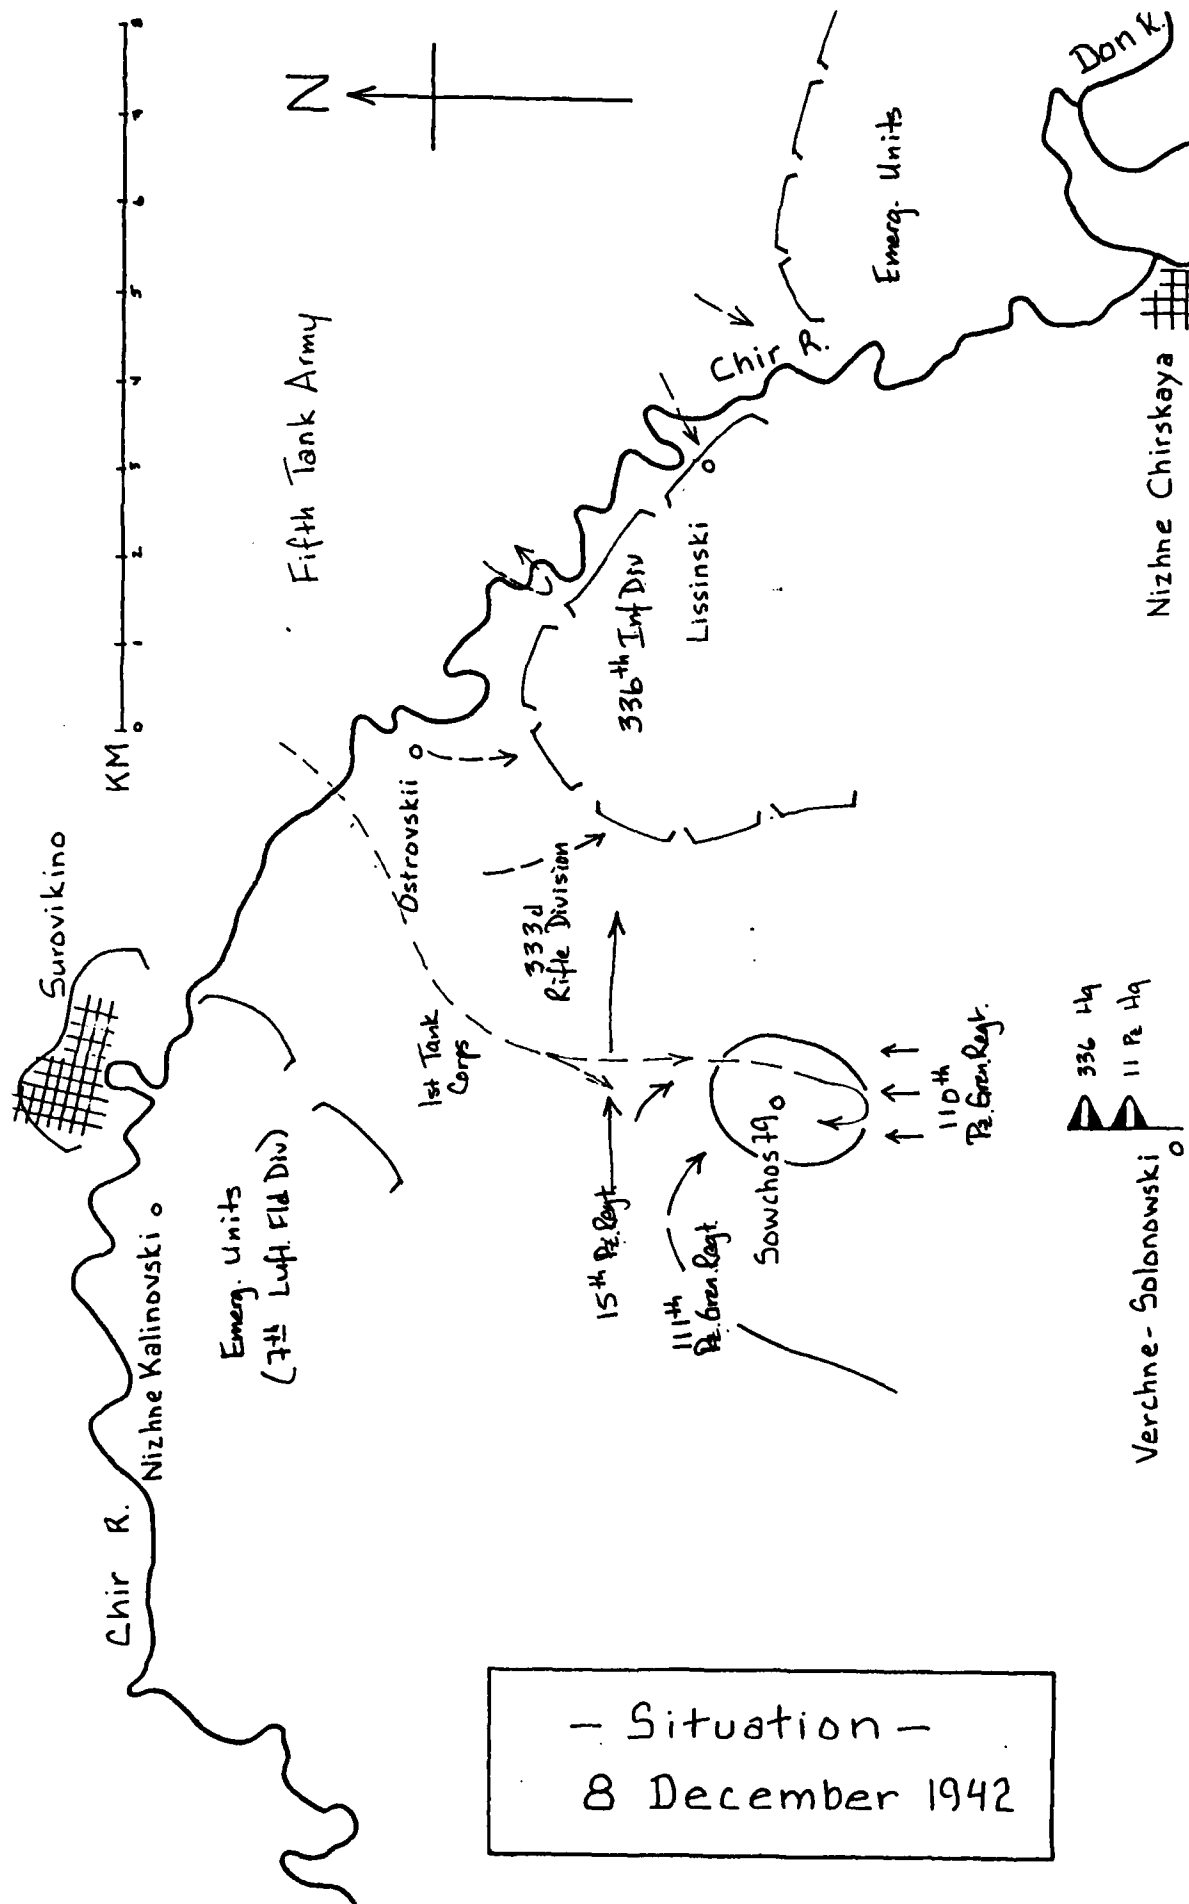 Surovikino
KM
0 1 2 3 4 5 6 7 8
N
Chir R.
Nizhne Kalinovski
Emerg. Units
(7th Luft. Fld Div)
Fifth Tank Army
Ostrovskii
1st Tank
Corps
333d
Rifle Division
336th Inf Div
Lissinski
Chir R.
Emerg. Units
Don R.
15th Pz. Regt.
111th
Pz. Gren. Regt.
Sowchos 79
110th
Pz. Gren. Regt.
336 Hq
11 Pz Hq
Verchne-Solonowski
Nizhne Chirskaya
- Situation -
8 December 1942